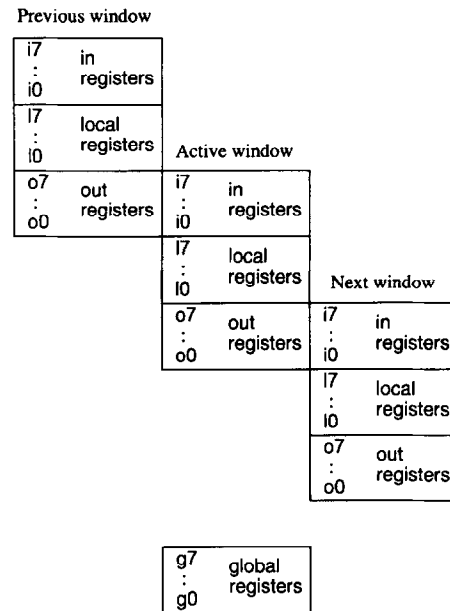 Previous window
i7 in
: registers
i0
l7 local
: registers
l0
Active window
o7 out
: registers
o0
i7 in
: registers
i0
l7 local
: registers
l0
Next window
o7 out
: registers
o0
i7 in
: registers
i0
l7 local
: registers
l0
o7 out
: registers
o0
g7 global
: registers
g0